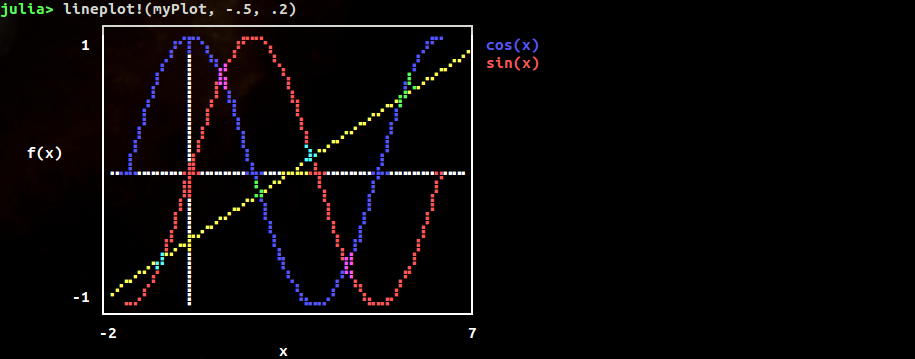 julia> lineplot!(myPlot, -.5, .2)
1
cos(x)
sin(x)
f(x)
-1
-2
7
x